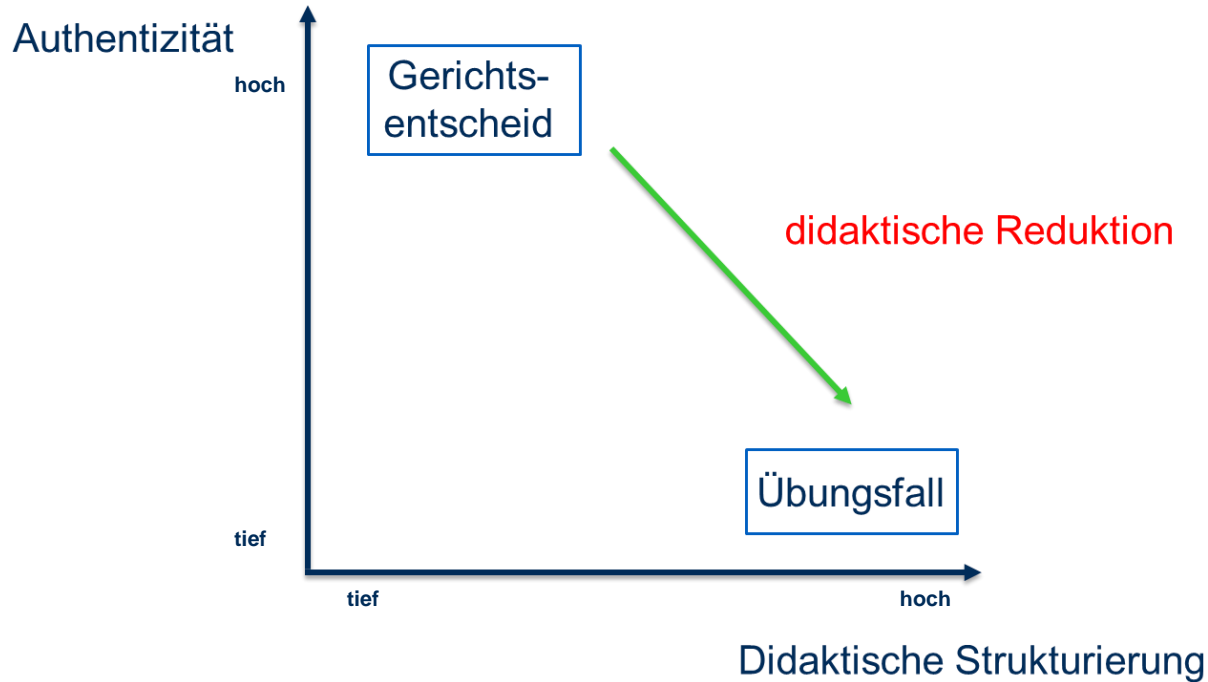 Authentizität
hoch
Gerichts-
entscheid
didaktische Reduktion
Übungsfall
tief
tief
hoch
Didaktische Strukturierung